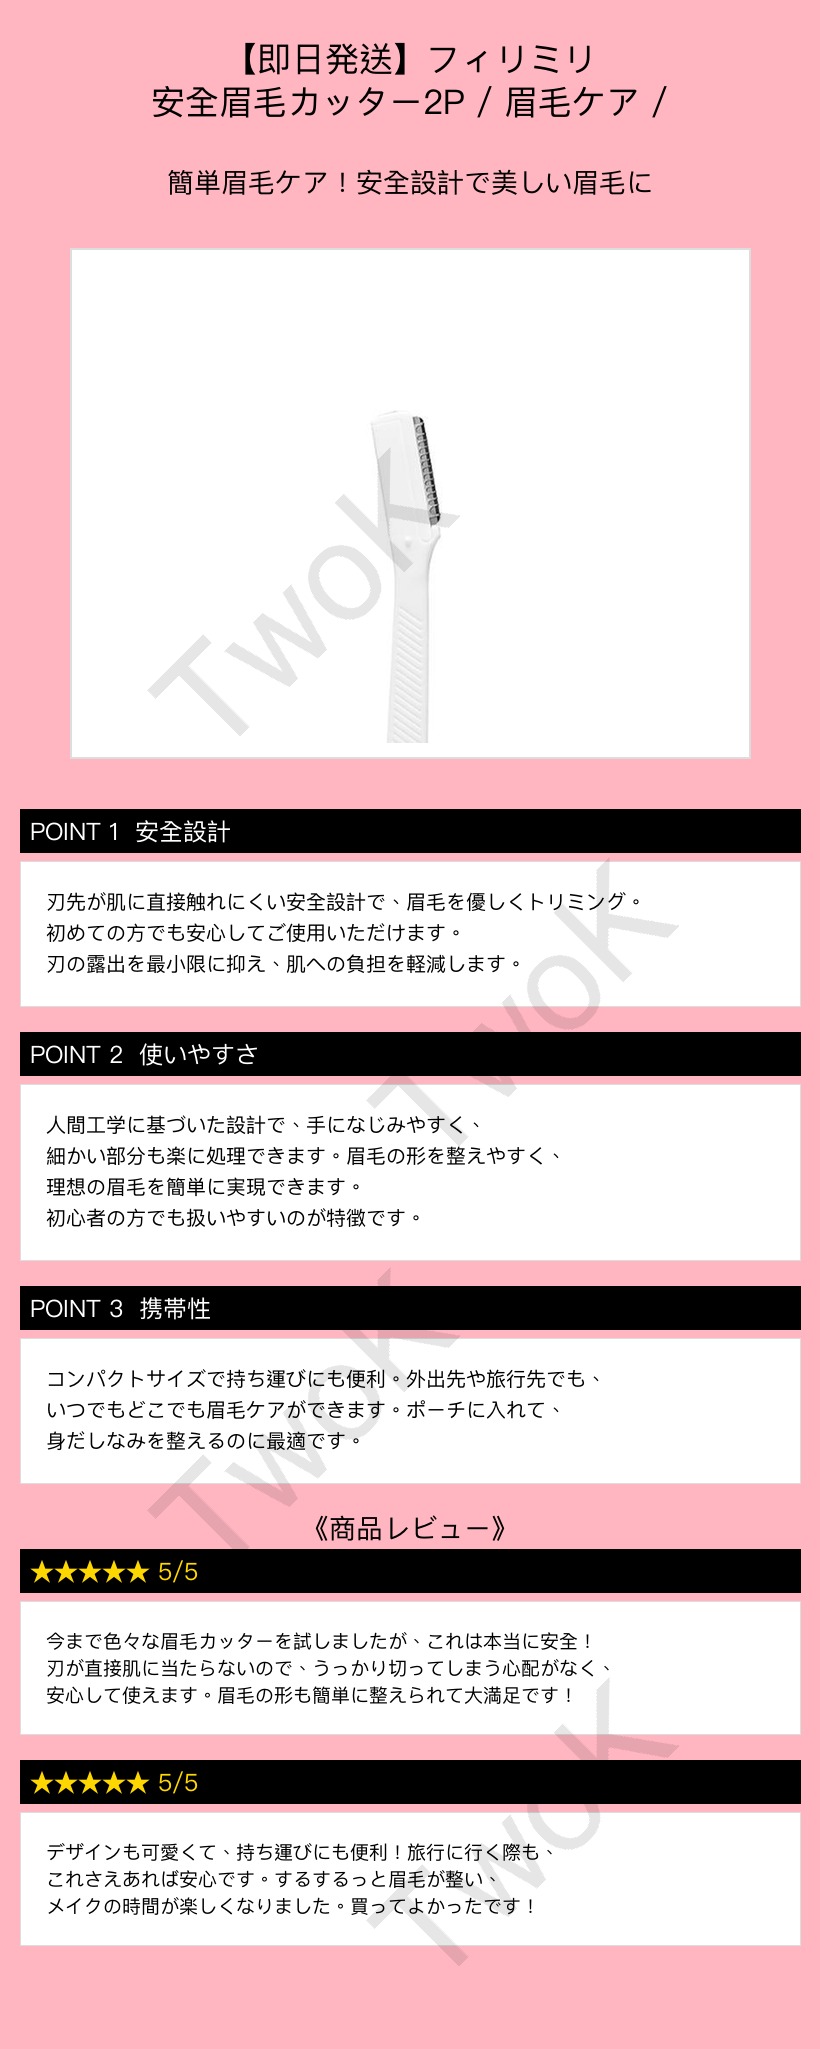 【即日発送】フィリミリ
安全眉毛カッター2P / 眉毛ケア /
簡単眉毛ケア！安全設計で美しい眉毛に
TwoK
POINT 1 安全設計
刃先が肌に直接触れにくい安全設計で、眉毛を優しくトリミング。
初めての方でも安心してご使用いただけます。
刃の露出を最小限に抑え、肌への負担を軽減します。
TwoK
POINT 2 使いやすさ
人間工学に基づいた設計で、手になじみやすく、
細かい部分も楽に処理できます。眉毛の形を整えやすく、
理想の眉毛を簡単に実現できます。
初心者の方でも扱いやすいのが特徴です。
POINT 3 携帯性
コンパクトサイズで持ち運びにも便利。外出先や旅行先でも、
いつでもどこでも眉毛ケアができます。ポーチに入れて、
身だしなみを整えるのに最適です。
TwoK
《商品レビュー》
★★★★★ 5/5
今まで色々な眉毛カッターを試しましたが、これは本当に安全！
刃が直接肌に当たらないので、うっかり切ってしまう心配がなく、
安心して使えます。眉毛の形も簡単に整えられて大満足です！
★★★★★ 5/5
デザインも可愛くて、持ち運びにも便利！旅行に行く際も、
これさえあれば安心です。するするっと眉毛が整い、
メイクの時間が楽しくなりました。買ってよかったです！
TwoK